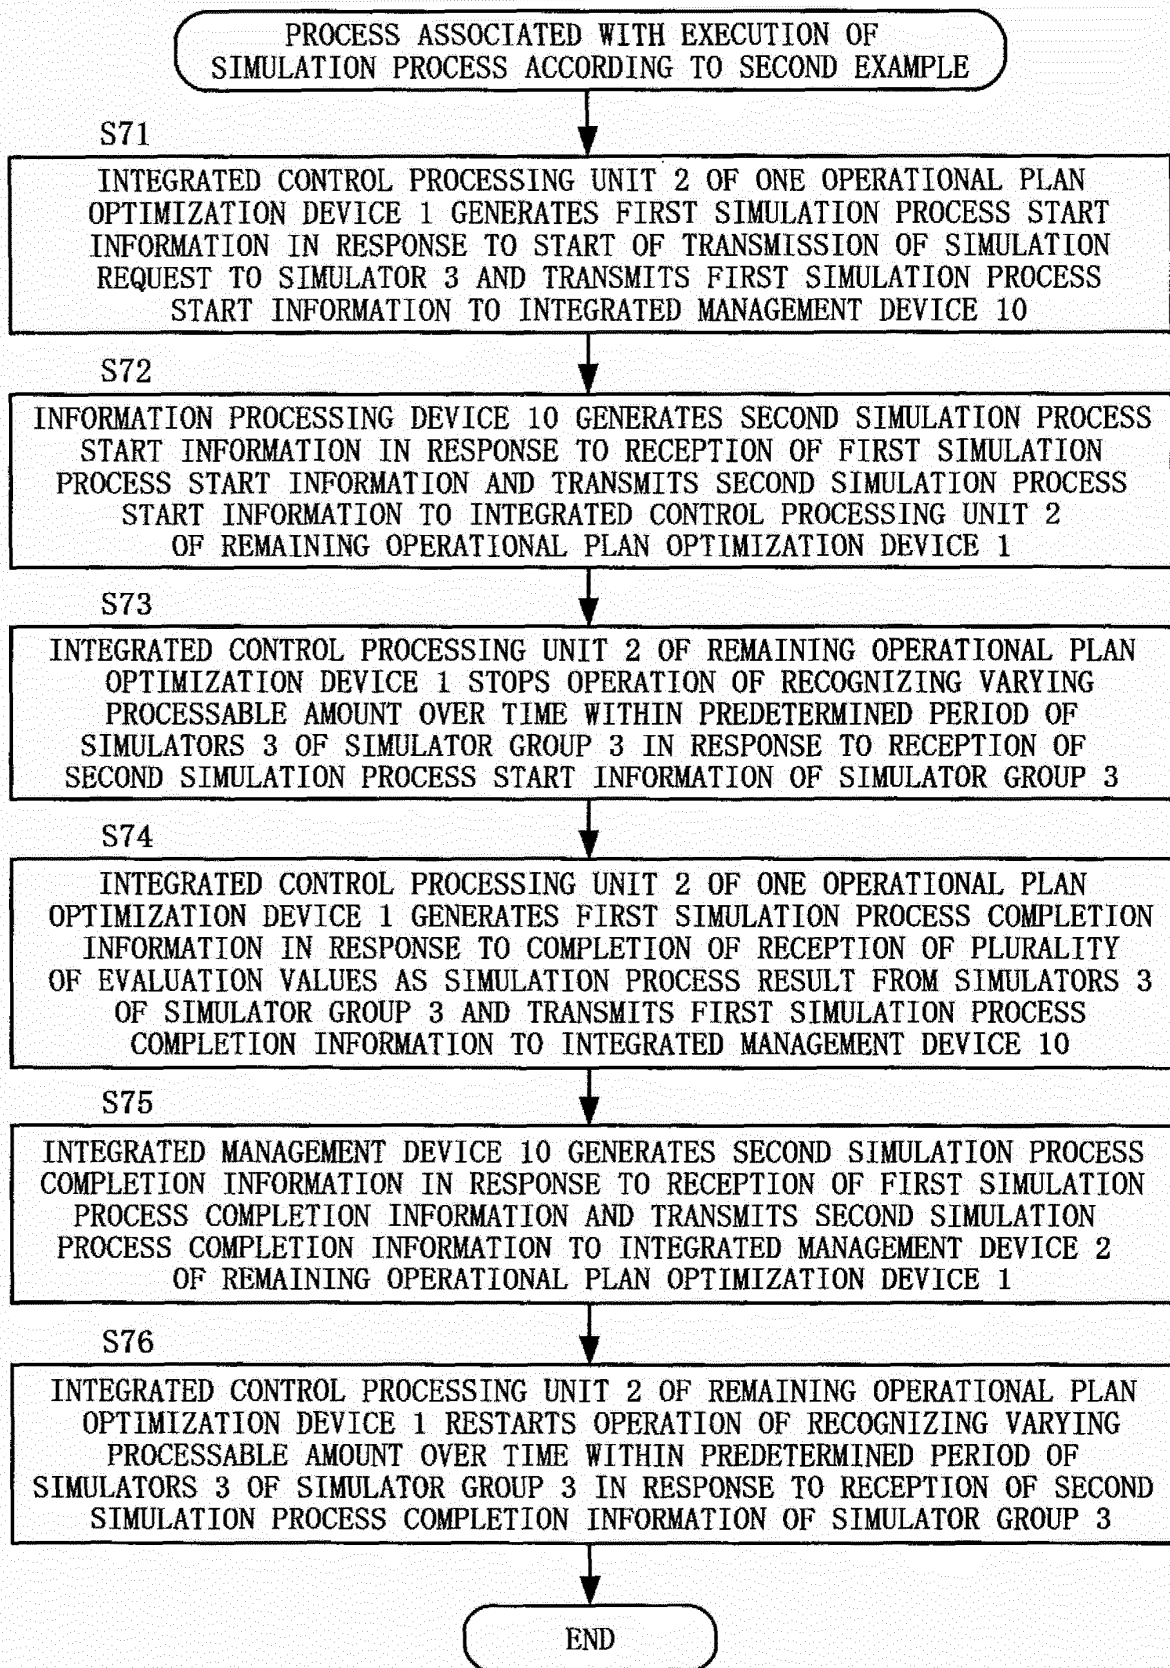 PROCESS ASSOCIATED WITH EXECUTION OF
SIMULATION PROCESS ACCORDING TO SECOND EXAMPLE
S71
INTEGRATED CONTROL PROCESSING UNIT 2 OF ONE OPERATIONAL PLAN
OPTIMIZATION DEVICE 1 GENERATES FIRST SIMULATION PROCESS START
INFORMATION IN RESPONSE TO START OF TRANSMISSION OF SIMULATION
REQUEST TO SIMULATOR 3 AND TRANSMITS FIRST SIMULATION PROCESS
START INFORMATION TO INTEGRATED MANAGEMENT DEVICE 10
S72
INFORMATION PROCESSING DEVICE 10 GENERATES SECOND SIMULATION PROCESS
START INFORMATION IN RESPONSE TO RECEPTION OF FIRST SIMULATION
PROCESS START INFORMATION AND TRANSMITS SECOND SIMULATION PROCESS
START INFORMATION TO INTEGRATED CONTROL PROCESSING UNIT 2
OF REMAINING OPERATIONAL PLAN OPTIMIZATION DEVICE 1
S73
INTEGRATED CONTROL PROCESSING UNIT 2 OF REMAINING OPERATIONAL PLAN
OPTIMIZATION DEVICE 1 STOPS OPERATION OF RECOGNIZING VARYING
PROCESSABLE AMOUNT OVER TIME WITHIN PREDETERMINED PERIOD OF
SIMULATORS 3 OF SIMULATOR GROUP 3 IN RESPONSE TO RECEPTION OF
SECOND SIMULATION PROCESS START INFORMATION OF SIMULATOR GROUP 3
S74
INTEGRATED CONTROL PROCESSING UNIT 2 OF ONE OPERATIONAL PLAN
OPTIMIZATION DEVICE 1 GENERATES FIRST SIMULATION PROCESS COMPLETION
INFORMATION IN RESPONSE TO COMPLETION OF RECEPTION OF PLURALITY
OF EVALUATION VALUES AS SIMULATION PROCESS RESULT FROM SIMULATORS 3
OF SIMULATOR GROUP 3 AND TRANSMITS FIRST SIMULATION PROCESS
COMPLETION INFORMATION TO INTEGRATED MANAGEMENT DEVICE 10
S75
INTEGRATED MANAGEMENT DEVICE 10 GENERATES SECOND SIMULATION PROCESS
COMPLETION INFORMATION IN RESPONSE TO RECEPTION OF FIRST SIMULATION
PROCESS COMPLETION INFORMATION AND TRANSMITS SECOND SIMULATION
PROCESS COMPLETION INFORMATION TO INTEGRATED MANAGEMENT DEVICE 2
OF REMAINING OPERATIONAL PLAN OPTIMIZATION DEVICE 1
S76
INTEGRATED CONTROL PROCESSING UNIT 2 OF REMAINING OPERATIONAL PLAN
OPTIMIZATION DEVICE 1 RESTARTS OPERATION OF RECOGNIZING VARYING
PROCESSABLE AMOUNT OVER TIME WITHIN PREDETERMINED PERIOD OF
SIMULATORS 3 OF SIMULATOR GROUP 3 IN RESPONSE TO RECEPTION OF SECOND
SIMULATION PROCESS COMPLETION INFORMATION OF SIMULATOR GROUP 3
END